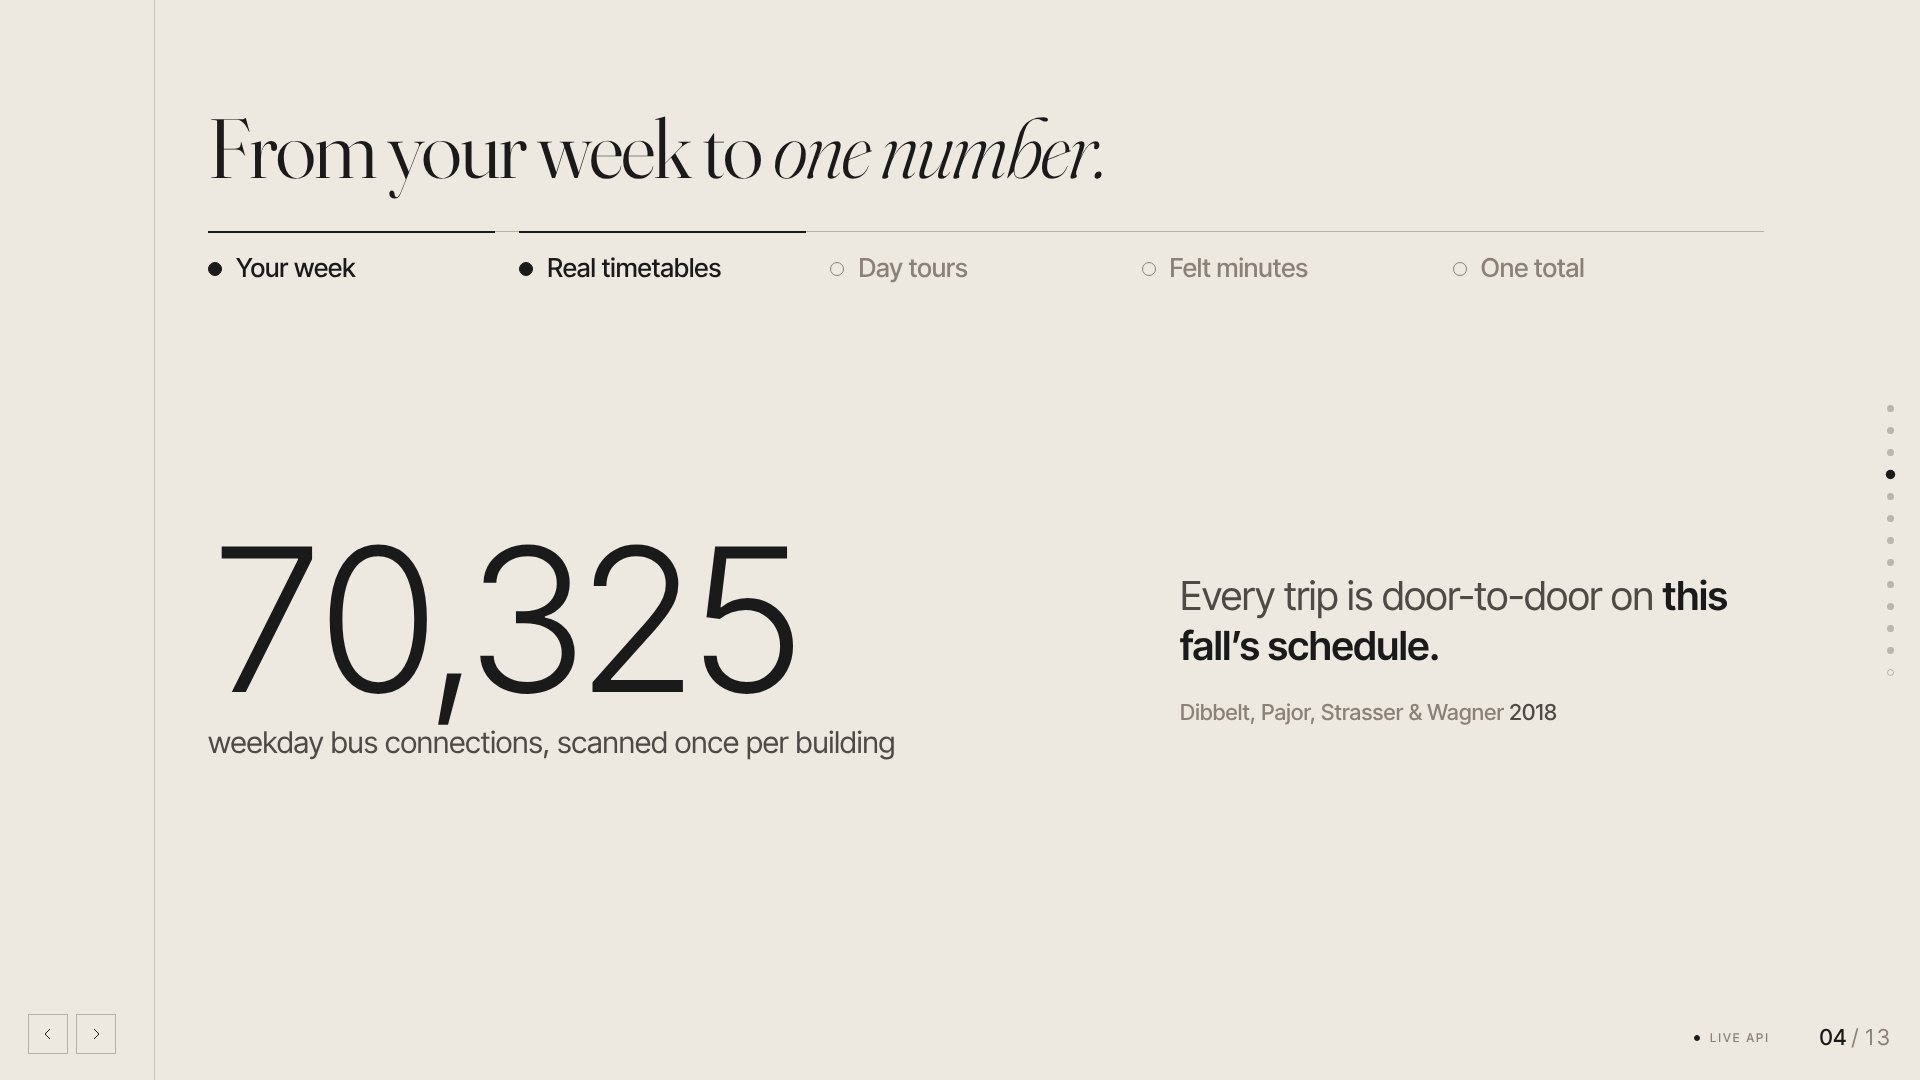 From your week to one number.
Your week
Real timetables
Day tours
Felt minutes
One total
70,325
weekday bus connections, scanned once per building
Every trip is door-to-door on this
fall’s schedule.
Dibbelt, Pajor, Strasser & Wagner 2018
LIVE API
04 / 13